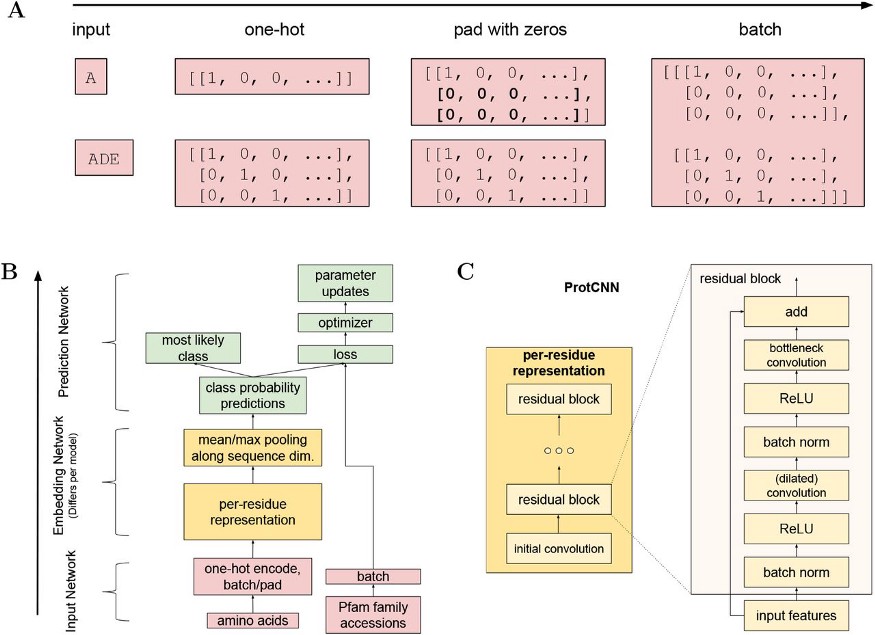 A
input one-hot pad with zeros batch
A
[[1, 0, 0, ...]]
[[1, 0, 0, ...],
[0, 0, 0, ...],
[0, 0, 0, ...]]
[[[1, 0, 0, ...],
[0, 0, 0, ...],
[0, 0, 0, ...]],
ADE
[[1, 0, 0, ...],
[0, 1, 0, ...],
[0, 0, 1, ...]]
[[1, 0, 0, ...],
[0, 1, 0, ...],
[0, 0, 1, ...]]
[[1, 0, 0, ...],
[0, 1, 0, ...],
[0, 0, 1, ...]]]
B
Prediction Network
Embedding Network
(Differs per model)
Input Network
parameter
updates
optimizer
loss
most likely
class
class probability
predictions
mean/max pooling
along sequence dim.
per-residue
representation
one-hot encode,
batch/pad
amino acids
batch
Pfam family
accessions
C
ProtCNN
per-residue
representation
residual block
residual block
initial convolution
residual block
add
bottleneck
convolution
ReLU
batch norm
(dilated)
convolution
ReLU
batch norm
input features